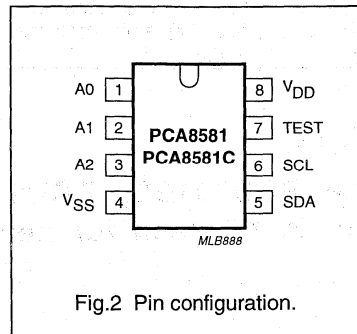 A0 1
A1 2
A2 3
VSS 4
PCA8581
PCA8581C
8 VDD
7 TEST
6 SCL
5 SDA
MLB888
Fig.2 Pin configuration.